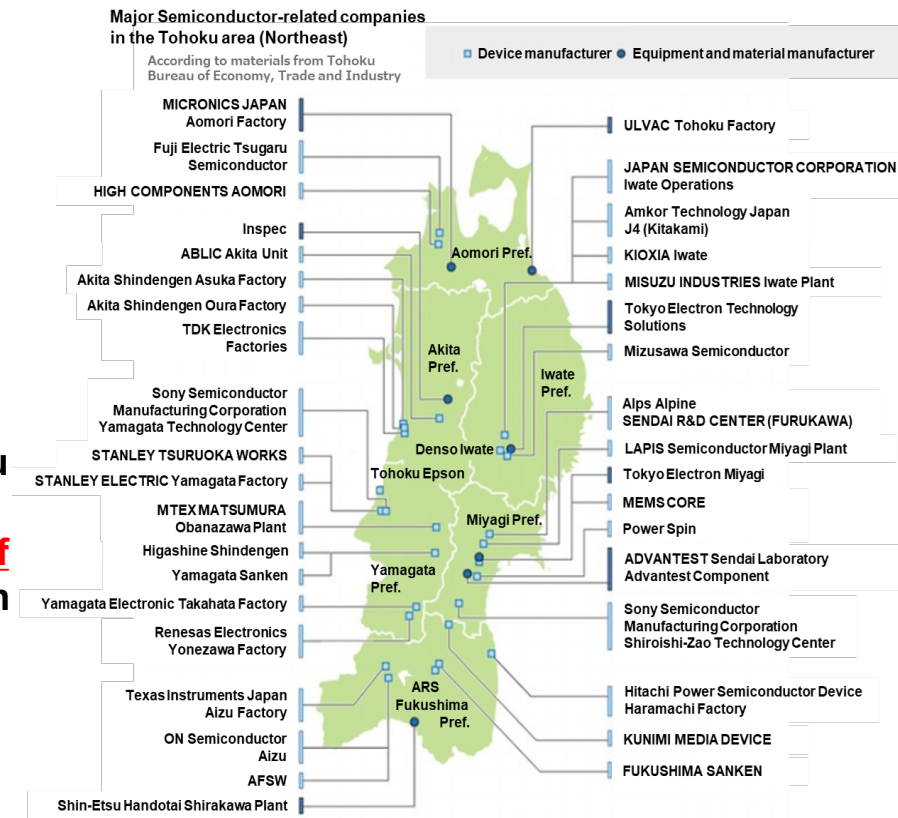 Major Semiconductor-related companies
in the Tohoku area (Northeast)
According to materials from Tohoku
Bureau of Economy, Trade and Industry
Device manufacturer
Equipment and material manufacturer
MICRONICS JAPAN
Aomori Factory
Fuji Electric Tsugaru
Semiconductor
HIGH COMPONENTS AOMORI
Inspec
ABLIC Akita Unit
Akita Shindengen Asuka Factory
Akita Shindengen Oura Factory
TDK Electronics
Factories
Sony Semiconductor
Manufacturing Corporation
Yamagata Technology Center
STANLEY TSURUOKA WORKS
STANLEY ELECTRIC Yamagata Factory
MTEX MATSUMURA
Obanazawa Plant
Higashine Shindengen
Yamagata Sanken
Yamagata Electronic Takahata Factory
Renesas Electronics
Yonezawa Factory
Texas Instruments Japan
Aizu Factory
ON Semiconductor
Aizu
AFSW
Shin-Etsu Handotai Shirakawa Plant
Aomori Pref.
Akita
Pref.
Iwate
Pref.
Denso Iwate
Tohoku Epson
Miyagi Pref.
Yamagata
Pref.
ARS
Fukushima
Pref.
ULVAC Tohoku Factory
JAPAN SEMICONDUCTOR CORPORATION
Iwate Operations
Amkor Technology Japan
J4 (Kitakami)
KIOXIA Iwate
MISUZU INDUSTRIES Iwate Plant
Tokyo Electron Technology
Solutions
Mizusawa Semiconductor
Alps Alpine
SENDAI R&D CENTER (FURUKAWA)
LAPIS Semiconductor Miyagi Plant
Tokyo Electron Miyagi
MEMS CORE
Power Spin
ADVANTEST Sendai Laboratory
Advantest Component
Sony Semiconductor
Manufacturing Corporation
Shiroishi-Zao Technology Center
Hitachi Power Semiconductor Device
Haramachi Factory
KUNIMI MEDIA DEVICE
FUKUSHIMA SANKEN